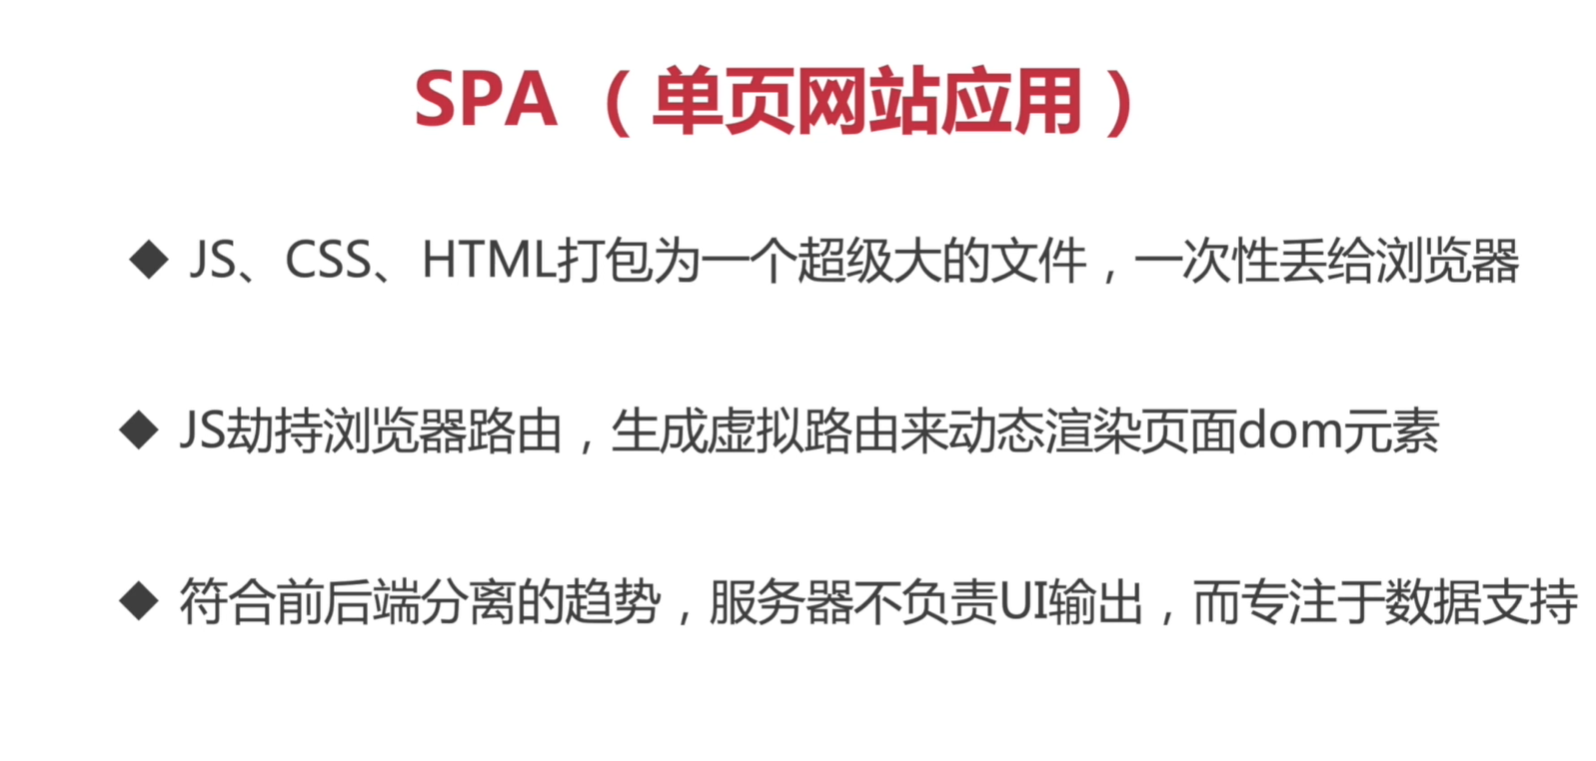 SPA（单页网站应用）
◆ JS、CSS、HTML打包为一个超级大的文件，一次性丢给浏览器
◆ JS劫持浏览器路由，生成虚拟路由来动态渲染页面dom元素
◆ 符合前后端分离的趋势，服务器不负责UI输出，而专注于数据支持